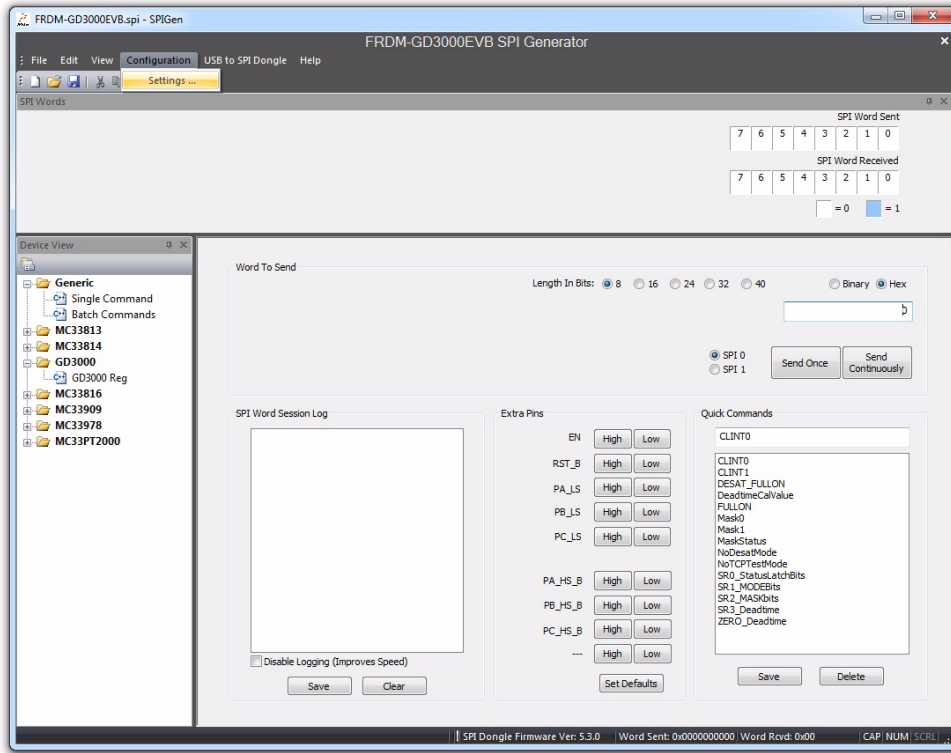 FRDM-GD3000EVB.spi - SPIGen
FRDM-GD3000EVB SPI Generator
File Edit View Configuration USB to SPI Dongle Help
Settings ...
SPI Words
SPI Word Sent
7 6 5 4 3 2 1 0
SPI Word Received
7 6 5 4 3 2 1 0
= 0 = 1
Device View
Generic
Single Command
Batch Commands
MC33813
MC33814
GD3000
GD3000 Reg
MC33816
MC33909
MC33978
MC33PT2000
Word To Send
Length In Bits: 8 16 24 32 40 Binary Hex
SPI 0
SPI 1
Send Once
Send Continuously
SPI Word Session Log
Disable Logging (Improves Speed)
Save Clear
Extra Pins
EN High Low
RST_B High Low
PA_LS High Low
PB_LS High Low
PC_LS High Low
PA_HS_B High Low
PB_HS_B High Low
PC_HS_B High Low
--- High Low
Set Defaults
Quick Commands
CLINT0
CLINT0
CLINT1
DESAT_FULLON
DeadtimeCalValue
FULLON
Mask0
Mask1
MaskStatus
NoDesatMode
NoTCPTestMode
SR0_StatusLatchBits
SR1_MODEBits
SR2_MASKbits
SR3_Deadtime
ZERO_Deadtime
Save Delete
SPI Dongle Firmware Ver: 5.3.0 Word Sent: 0x0000000000 Word Rcvd: 0x00 CAP NUM SCRL